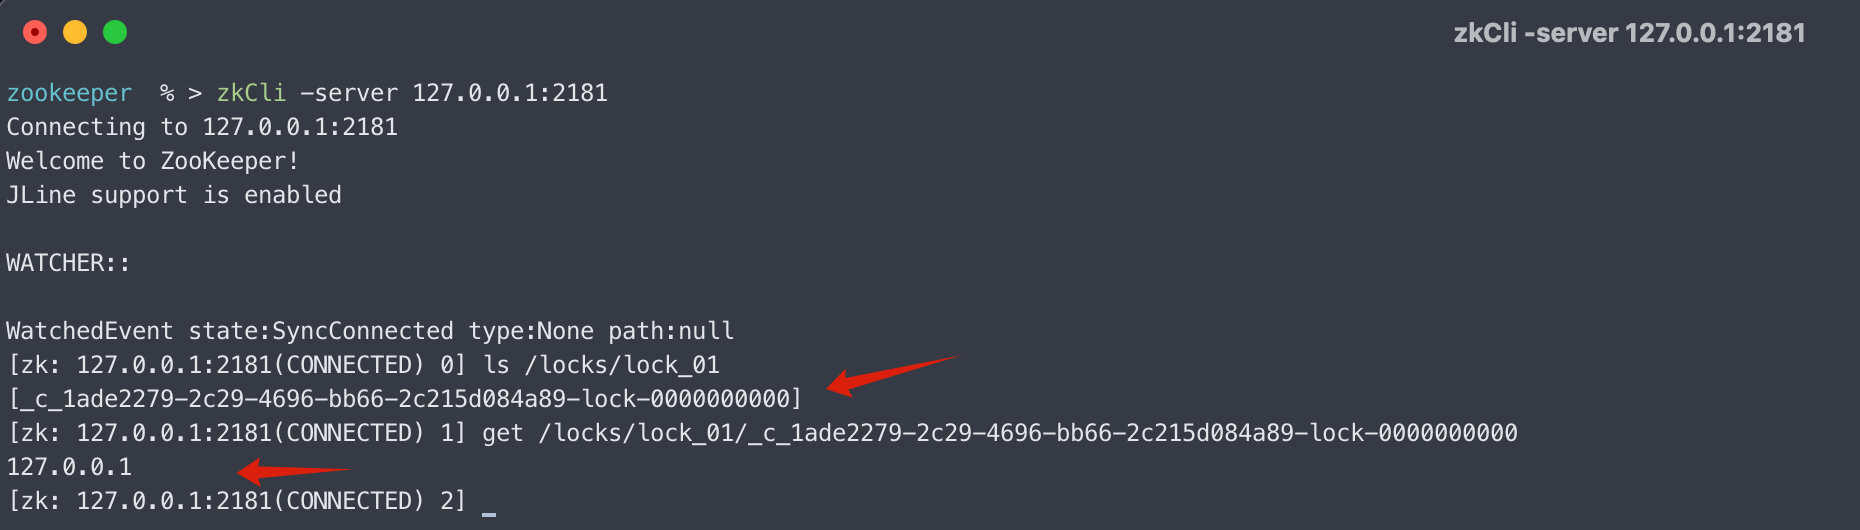 zkCli -server 127.0.0.1:2181
zookeeper  % > zkCli -server 127.0.0.1:2181
Connecting to 127.0.0.1:2181
Welcome to ZooKeeper!
JLine support is enabled
WATCHER::
WatchedEvent state:SyncConnected type:None path:null
[zk: 127.0.0.1:2181(CONNECTED) 0] ls /locks/lock_01
[_c_1ade2279-2c29-4696-bb66-2c215d084a89-lock-0000000000]
[zk: 127.0.0.1:2181(CONNECTED) 1] get /locks/lock_01/_c_1ade2279-2c29-4696-bb66-2c215d084a89-lock-0000000000
127.0.0.1
[zk: 127.0.0.1:2181(CONNECTED) 2] _